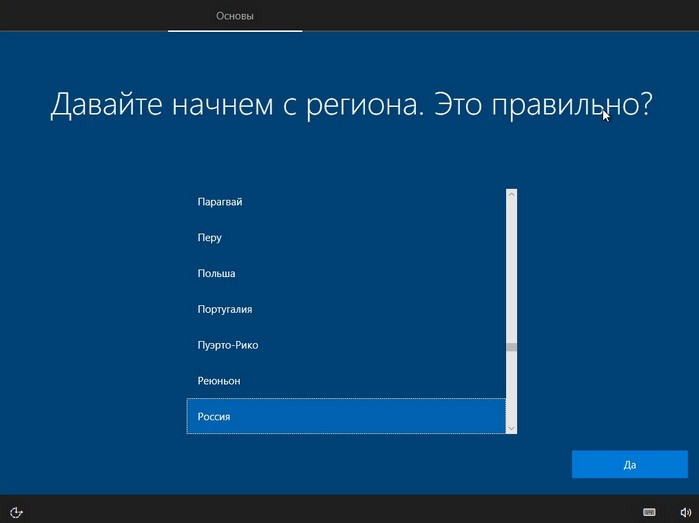 Основы
Давайте начнем с региона. Это правильно?
Парагвай
Перу
Польша
Португалия
Пуэрто-Рико
Реюньон
Россия
Да